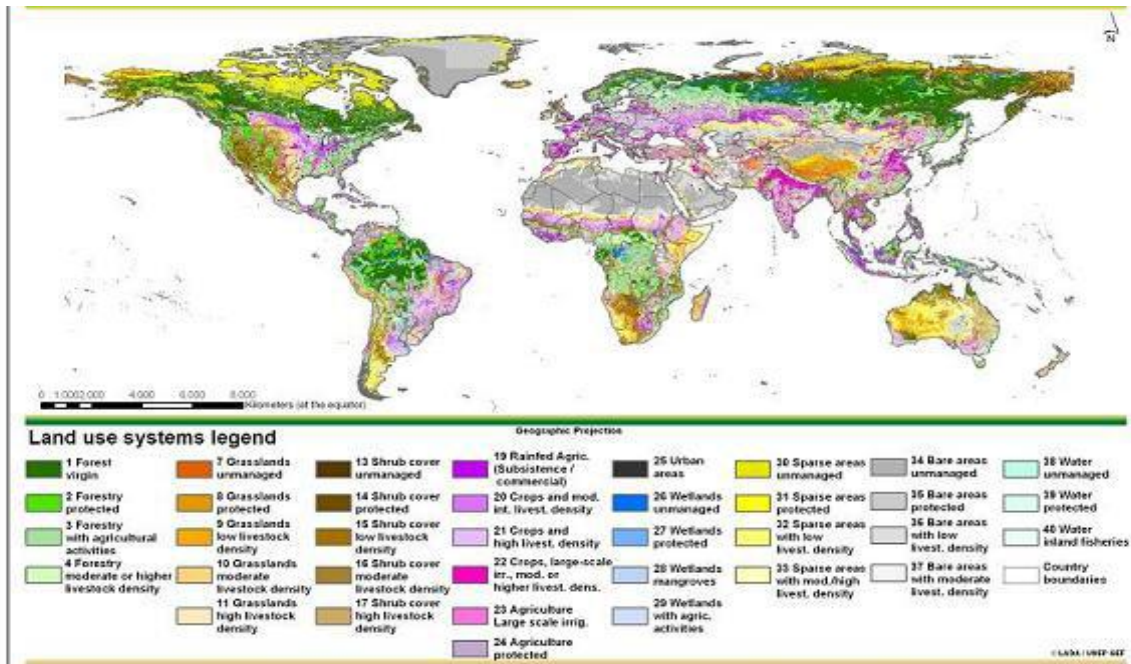 N
0 1 0002 000 4 000 6 000 8 000
Kilometers (at the equator)
Geographic Projection
Land use systems legend
1 Forest
virgin
2 Forestry
protected
3 Forestry
with agricultural
activities
4 Forestry
moderate or higher
livestock density
7 Grasslands
unmanaged
8 Grasslands
protected
9 Grasslands
low livestock
density
10 Grasslands
moderate
livestock density
11 Grasslands
high livestock
density
13 Shrub cover
unmanaged
14 Shrub cover
protected
15 Shrub cover
low livestock
density
16 Shrub cover
moderate
livestock density
17 Shrub cover
high livestock
density
19 Rainfed Agric.
(Subsistence /
commercial)
20 Crops and mod.
int. livest. density
21 Crops and
high livest. density
22 Crops, large-scale
irr., mod. or
higher livest. dens.
23 Agriculture
Large scale irrig.
24 Agriculture
protected
25 Urban
areas
26 Wetlands
unmanaged
27 Wetlands
protected
28 Wetlands
mangroves
29 Wetlands
with agric.
activities
30 Sparse areas
unmanaged
31 Sparse areas
protected
32 Sparse areas
with low
livest. density
33 Sparse areas
with mod./high
livest. density
34 Bare areas
unmanaged
35 Bare areas
protected
36 Bare areas
with low
livest. density
37 Bare areas
with moderate
livest. density
38 Water
unmanaged
39 Water
protected
40 Water
inland fisheries
Country
boundaries
© LADA / UNEP GEF